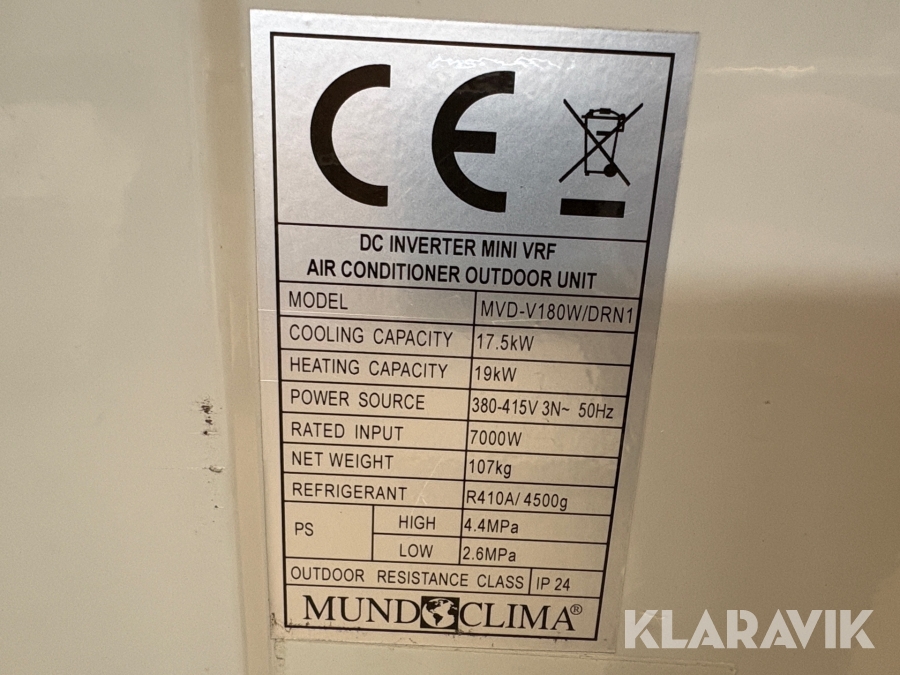 CE
DC INVERTER MINI VRF
AIR CONDITIONER OUTDOOR UNIT
MODEL MVD-V180W/DRN1
COOLING CAPACITY 17.5kW
HEATING CAPACITY 19kW
POWER SOURCE 380-415V 3N~ 50Hz
RATED INPUT 7000W
NET WEIGHT 107kg
REFRIGERANT R410A/ 4500g
PS HIGH 4.4MPa
LOW 2.6MPa
OUTDOOR RESISTANCE CLASS IP 24
MUNDOCLIMA®
KLARAVIK